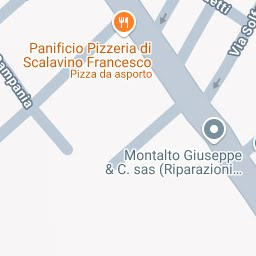 Panificio Pizzeria di
Scalavino Francesco
Pizza da asporto
Montalto Giuseppe
& C. sas (Riparazioni...